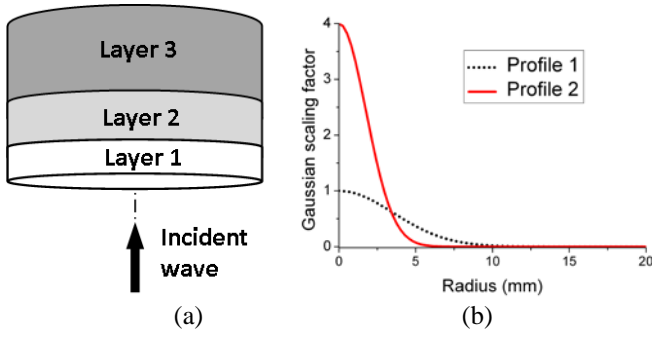 Layer 3
Layer 2
Layer 1
Incident
wave
(a)
Gaussian scaling factor
4
3
2
1
0
Profile 1
Profile 2
0 5 10 15 20
Radius (mm)
(b)